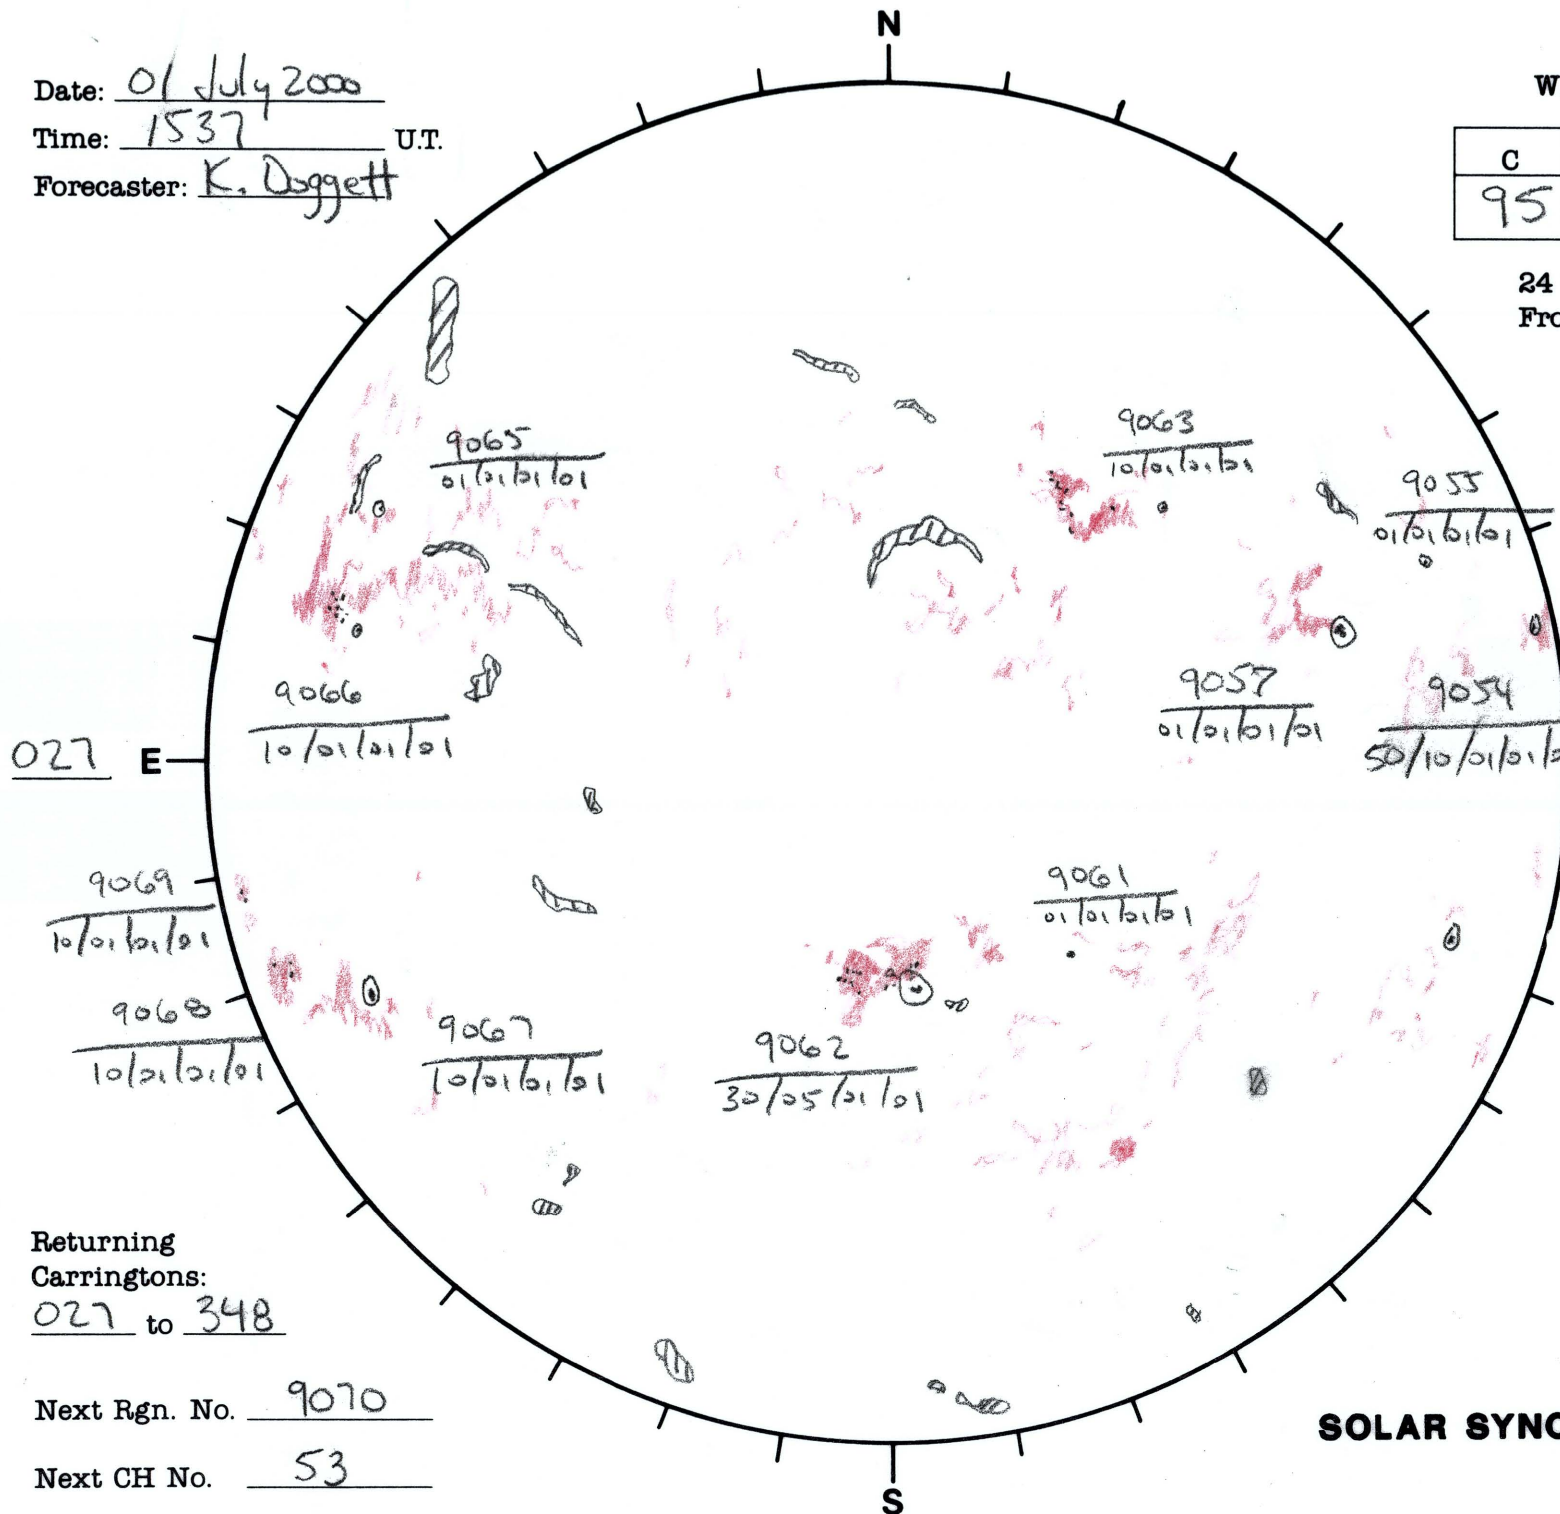 N
Date: 01 July 2000
Time: 1537 U.T.
Forecaster: K. Doggett
W
C
95
24
Fro
9065
01/01/01/01
9063
10/01/01/01
9055
01/01/01/01
9066
10/01/01/01
9057
01/01/01/01
9054
50/10/01/01/0
027 E
9069
10/01/01/01
9061
01/01/01/01
9068
10/01/01/01
9067
10/01/01/01
9062
30/05/01/01
Returning
Carringtons:
027 to 348
Next Rgn. No. 9070
Next CH No. 53
SOLAR SYNO
S